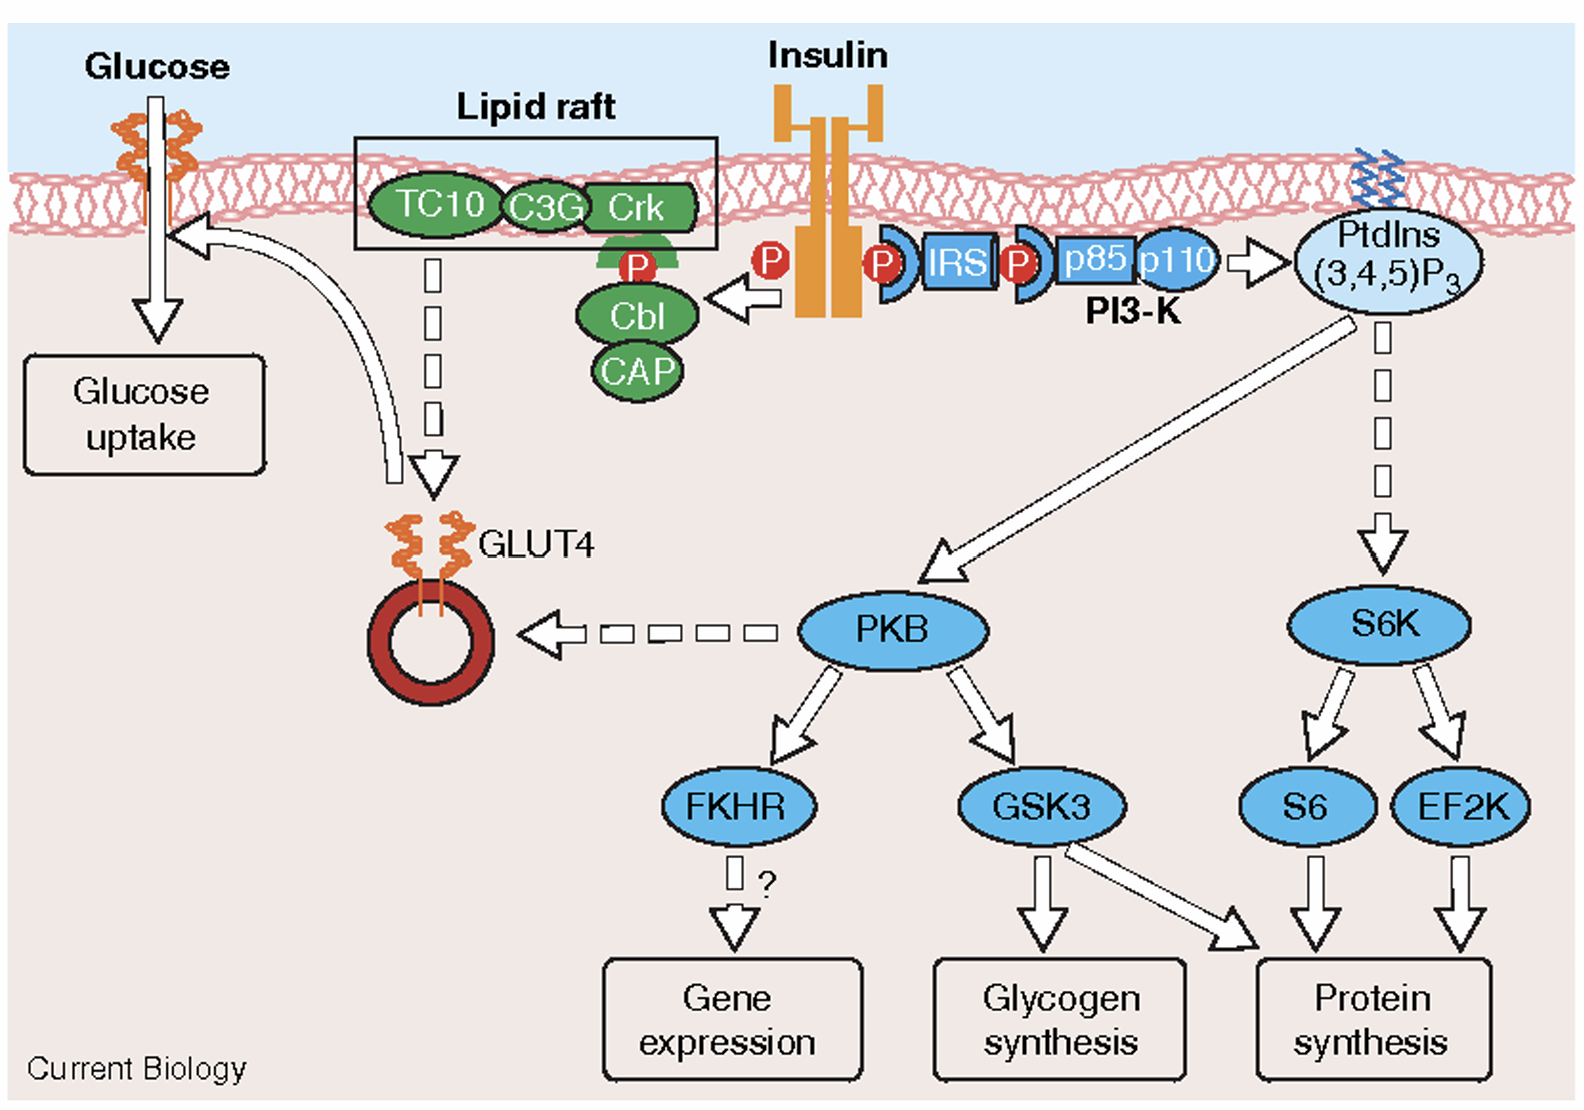 Glucose
Insulin
Lipid raft
TC10
C3G
Crk
P
P
P
IRS
P
p85
p110
PI3-K
PtdIns
(3,4,5)P3
Cbl
CAP
Glucose
uptake
GLUT4
PKB
S6K
FKHR
GSK3
S6
EF2K
?
Gene
expression
Glycogen
synthesis
Protein
synthesis
Current Biology